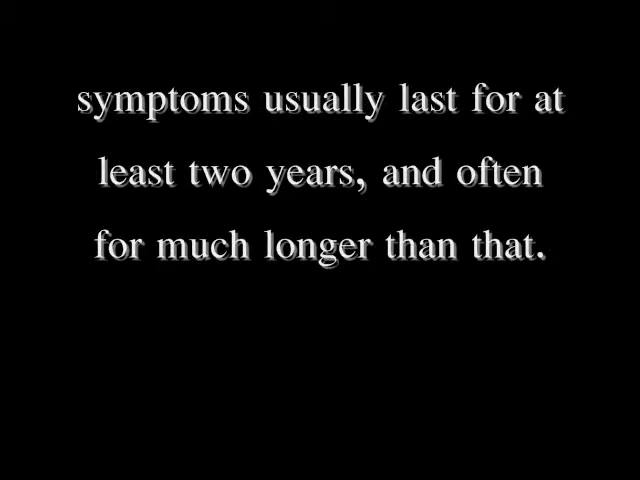 symptoms usually last for at
least two years, and often
for much longer than that.